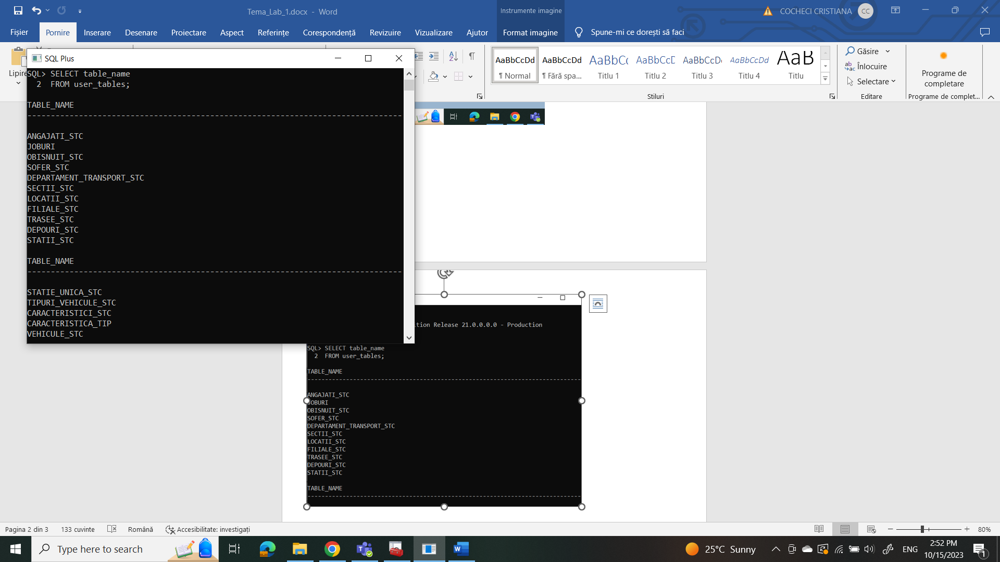 Tema_Lab_1.docx - Word
Instrumente imagine
COCHECI CRISTIANA
CC
Fișier
Pornire
Inserare
Desenare
Proiectare
Aspect
Referințe
Corespondență
Revizuire
Vizualizare
Ajutor
Format imagine
Spune-mi ce dorești să faci
Lipire
AaBbCcDd
¶ Normal
AaBbCcDd
¶ Fără spa...
AaBbCc
Titlu 1
AaBbCcD
Titlu 2
AaBbCcDd
Titlu 3
AaBbCcDd
Titlu 4
AaB
Titlu
Stiluri
Găsire
Înlocuire
Selectare
Editare
Programe de
completare
Programe de complet...
SQL Plus
SQL> SELECT table_name
2 FROM user_tables;
TABLE_NAME
--------------------------------------------------------------------------------
ANGAJATI_STC
JOBURI
OBISNUIT_STC
SOFER_STC
DEPARTAMENT_TRANSPORT_STC
SECTII_STC
LOCATII_STC
FILIALE_STC
TRASEE_STC
DEPOURI_STC
STATII_STC
TABLE_NAME
--------------------------------------------------------------------------------
STATIE_UNICA_STC
TIPURI_VEHICULE_STC
CARACTERISTICI_STC
CARACTERISTICA_TIP
VEHICULE_STC
ition Release 21.0.0.0.0 - Production
SQL> SELECT table_name
2 FROM user_tables;
TABLE_NAME
--------------------------------------------------------------------------------
ANGAJATI_STC
JOBURI
OBISNUIT_STC
SOFER_STC
DEPARTAMENT_TRANSPORT_STC
SECTII_STC
LOCATII_STC
FILIALE_STC
TRASEE_STC
DEPOURI_STC
STATII_STC
TABLE_NAME
--------------------------------------------------------------------------------
Pagina 2 din 3
133 cuvinte
Română
Accesibilitate: investigați
80%
Type here to search
25°C Sunny
ENG
2:52 PM
10/15/2023
1